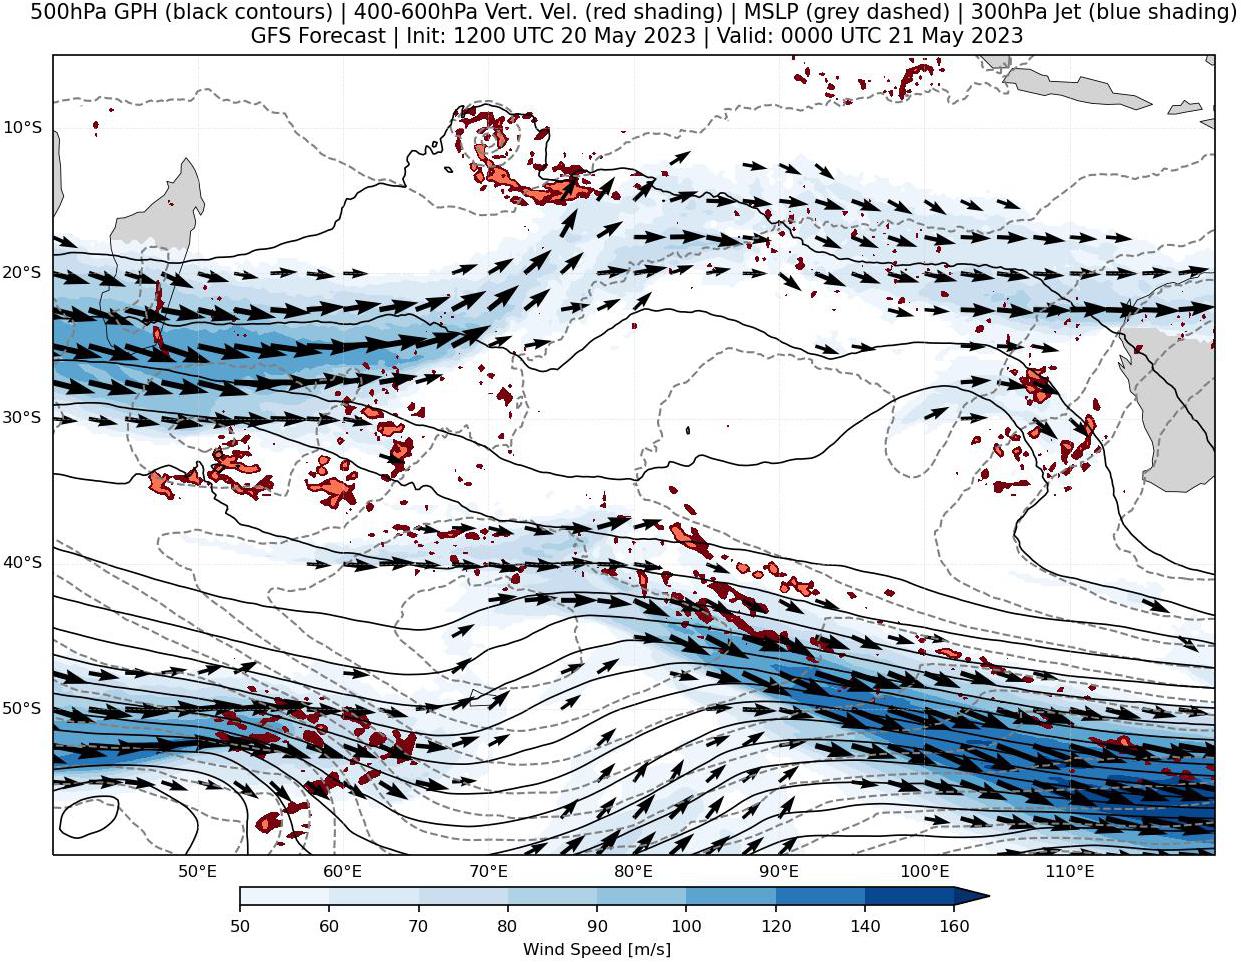 500hPa GPH (black contours) | 400-600hPa Vert. Vel. (red shading) | MSLP (grey dashed) | 300hPa Jet (blue shading)
GFS Forecast | Init: 1200 UTC 20 May 2023 | Valid: 0000 UTC 21 May 2023
10°S
20°S
30°S
40°S
50°S
50°E 60°E 70°E 80°E 90°E 100°E 110°E
50 60 70 80 90 100 120 140 160
Wind Speed [m/s]